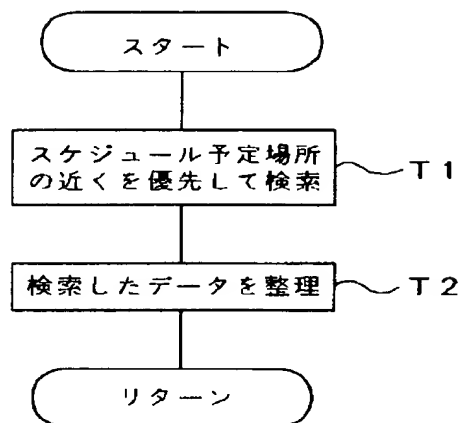 スタート
スケジュール予定場所
の近くを優先して検索
T1
検索したデータを整理
T2
リターン